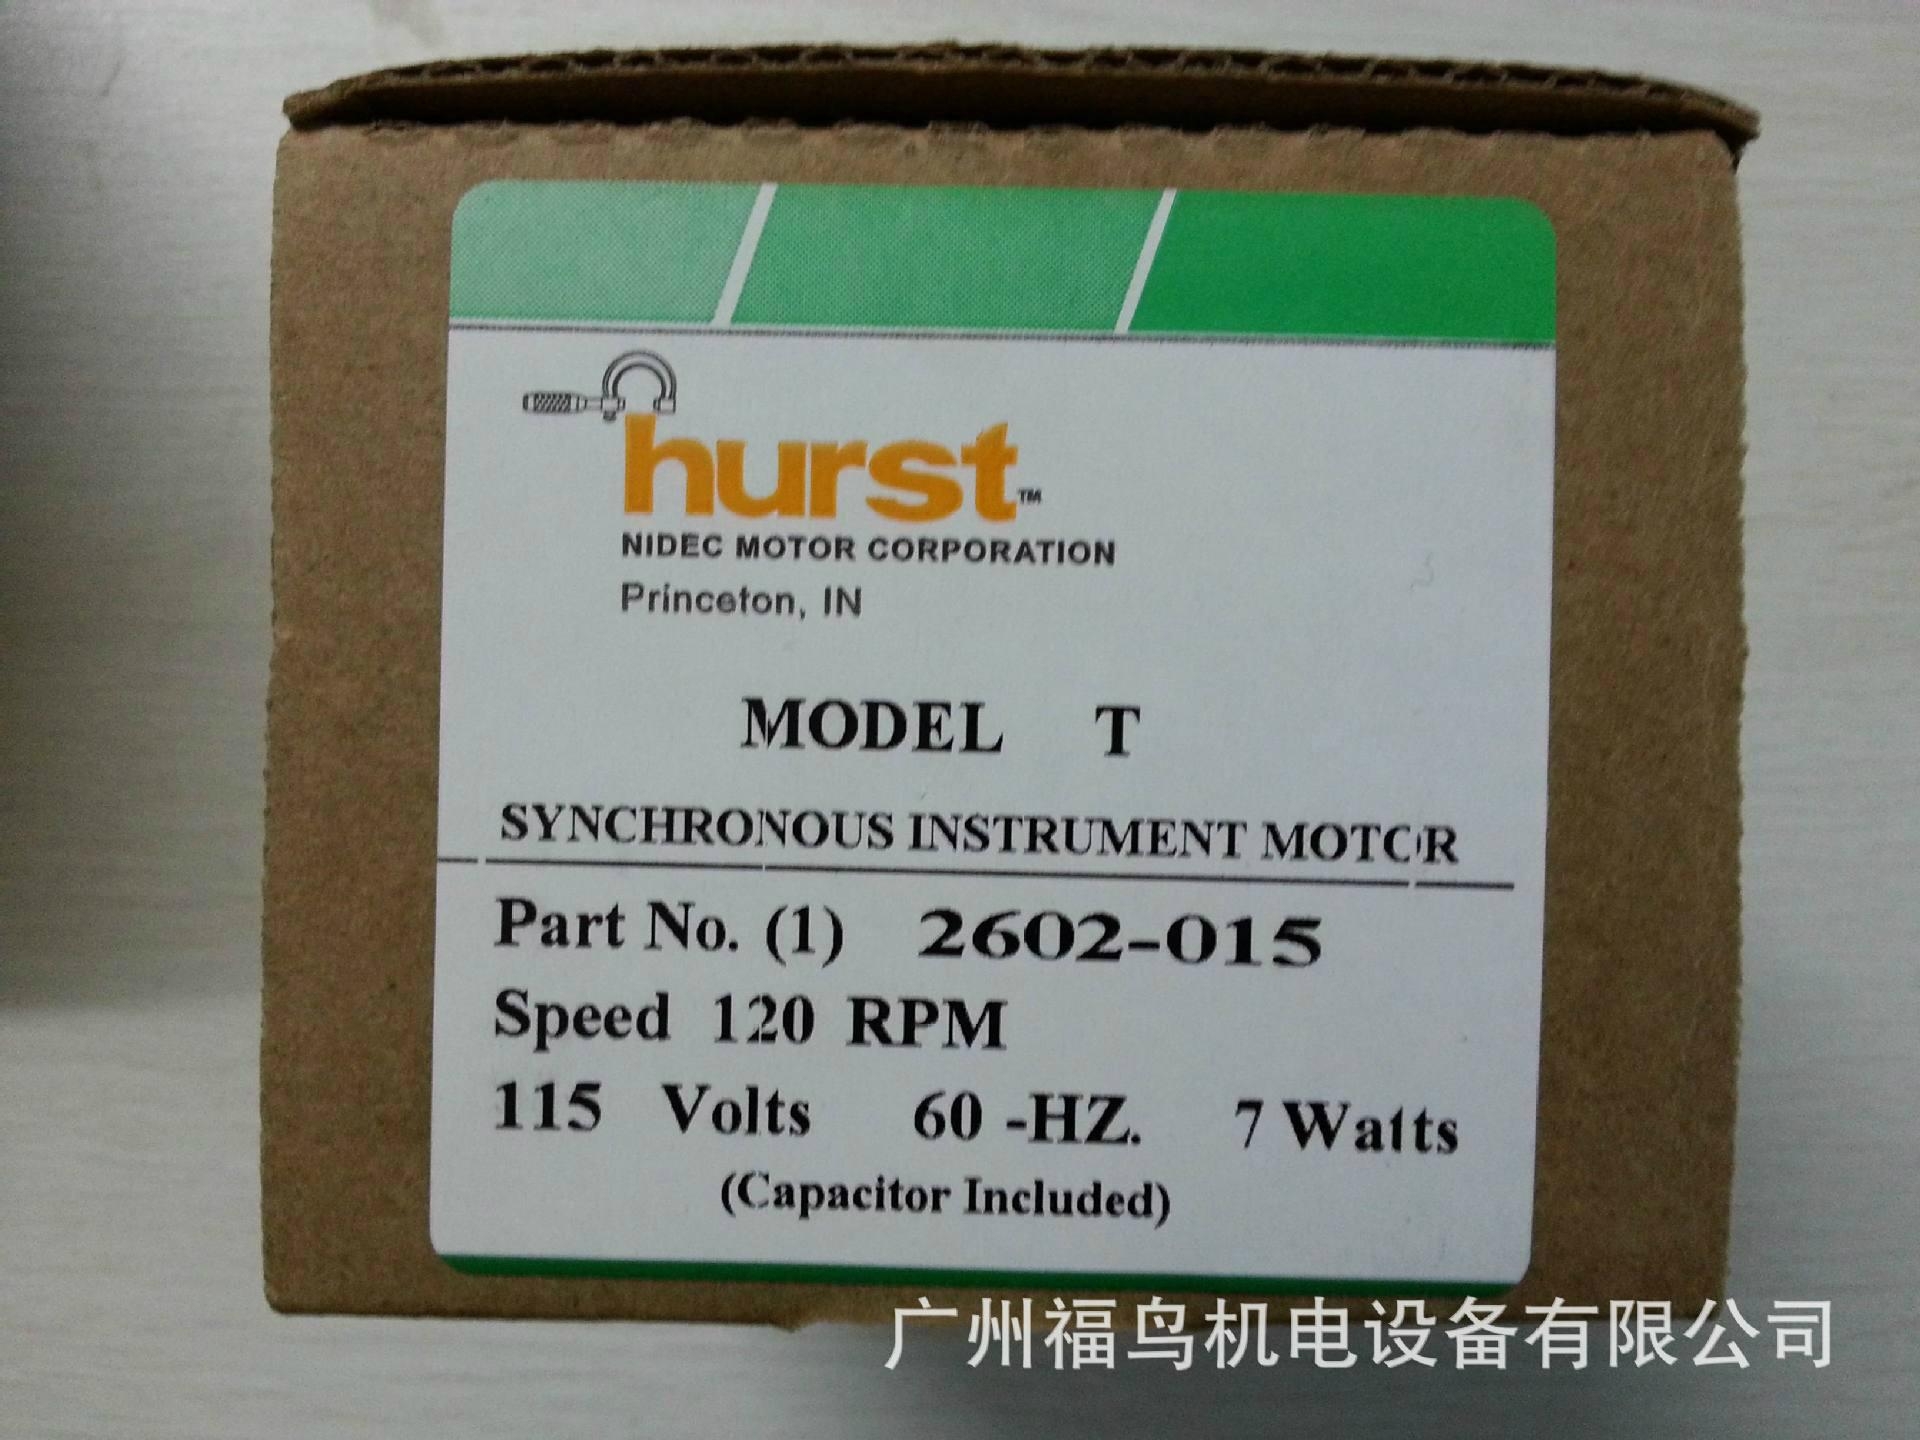 hurst™
NIDEC MOTOR CORPORATION
Princeton, IN
MODEL T
SYNCHRONOUS INSTRUMENT MOTOR
Part No. (1) 2602-015
Speed 120 RPM
115 Volts 60 -HZ. 7 Watts
(Capacitor Included)
广州福鸟机电设备有限公司